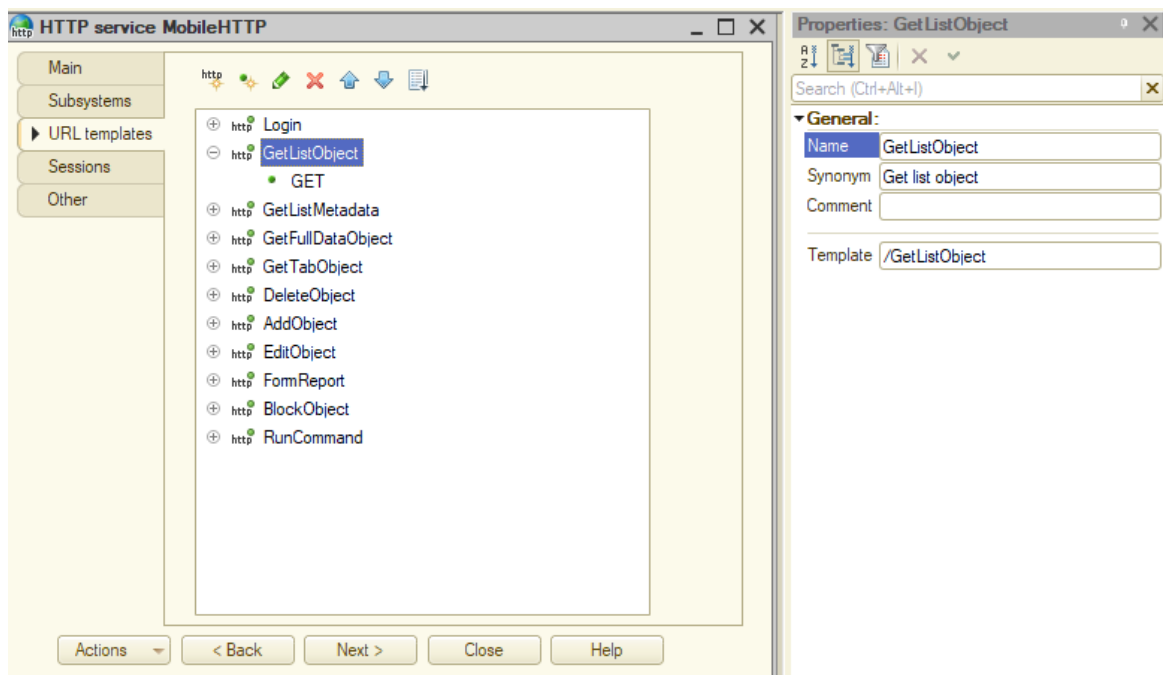 HTTP service MobileHTTP
Main
Subsystems
URL templates
Sessions
Other
http
Login
GetListObject
GET
GetListMetadata
GetFullDataObject
GetTabObject
DeleteObject
AddObject
EditObject
FormReport
BlockObject
RunCommand
Actions
< Back
Next >
Close
Help
Properties: GetListObject
Search (Ctrl+Alt+I)
General:
Name GetListObject
Synonym Get list object
Comment
Template /GetListObject